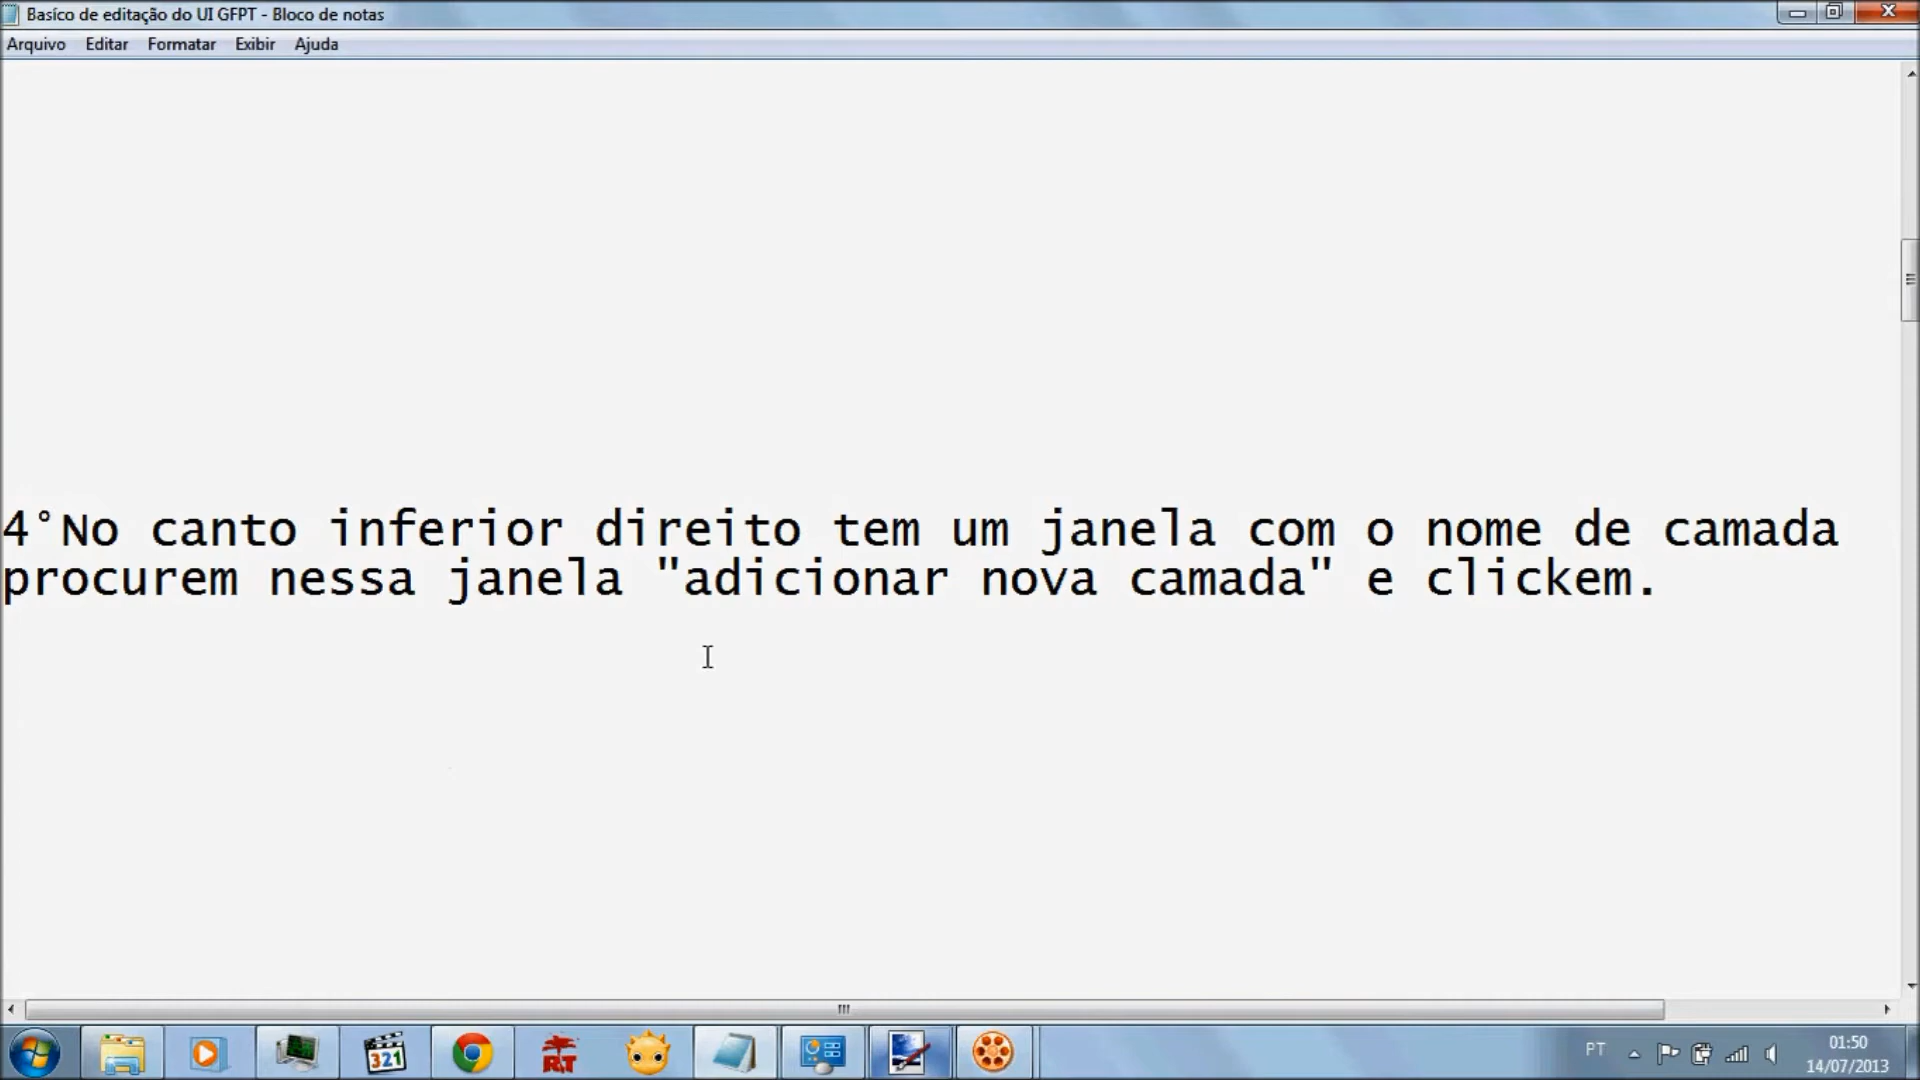 Basíco de editação do UI GFPT - Bloco de notas
Arquivo Editar Formatar Exibir Ajuda
4°No canto inferior direito tem um janela com o nome de camada
procurem nessa janela "adicionar nova camada" e clickem.
321
RT
PT
01:50
14/07/2013